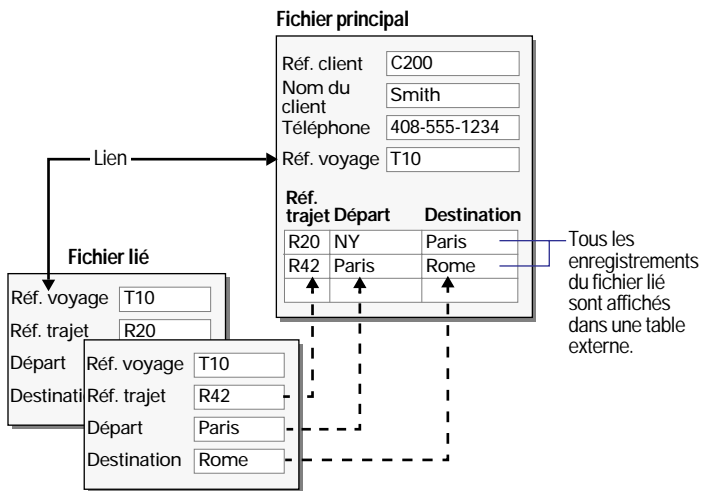 Fichier principal
Réf. client C200
Nom du
client Smith
Téléphone 408-555-1234
Réf. voyage T10
Lien
Réf.
trajet Départ Destination
R20 NY Paris
R42 Paris Rome
Tous les
enregistrements
du fichier lié
sont affichés
dans une table
externe.
Fichier lié
Réf. voyage T10
Réf. trajet R20
Départ
Destinati
Réf. voyage T10
Réf. trajet R42
Départ Paris
Destination Rome